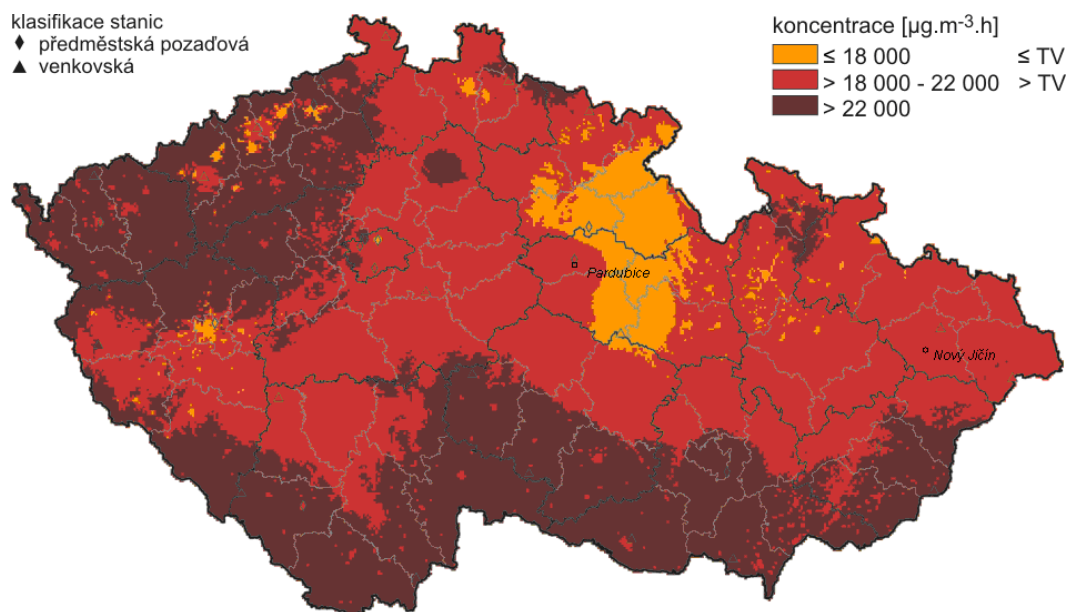 klasifikace stanic
předměstská pozaďová
venkovská
koncentrace [µg.m⁻³.h]
≤ 18 000 ≤ TV
> 18 000 - 22 000 > TV
> 22 000
Pardubice
Nový Jičín